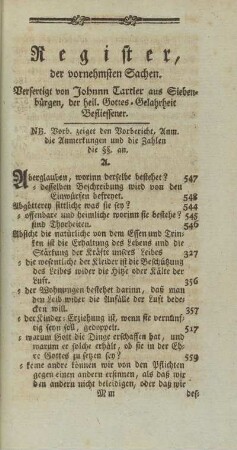 Register,
der vornehmsten Sachen.
Verfertigt von Johnnn Tartler aus Sieben-
bürgen, der heil. Gottes-Gelahrheit
Beflissener.
NB. Vorb. zeiget den Vorbericht, Anm.
die Anmerkungen und die Zahlen
die §§. an.
A.
Aberglauben, worinn derselbe bestehet? 547
- desselben Beschreibung wird von den
Einwürfen befreyet. 548
Abgötterey sittliche was sie sey? 544
- offenbare und heimliche worinn sie bestehe? 545
- sind Thorheiten. 546
Absicht die natürliche von dem Essen und Trin-
ken ist die Erhaltung des Lebens und die
Stärkung der Kräfte unsres Leibes 327
- die wesentliche der Kleider ist die Beschützung
des Leibes wider die Hitze oder Kälte der
Luft. 356
- der Wohnungen bestehet darinn, daß man
den Leib wider die Anfälle der Luft bede-
cken will. 357
- der Kinder-Erziehung ist, wenn sie vernünf-
tig seyn soll, gedoppelt. 517
- warum Gott die Dinge erschaffen hat, und
warum er solche erhält, ob sie in der Eh-
re Gottes zu setzen sey? 559
- keine andre können wir von den Pflichten
gegen einen andern ersinnen, als daß wir
den andern nicht beleidigen, oder daß wir
M m des-